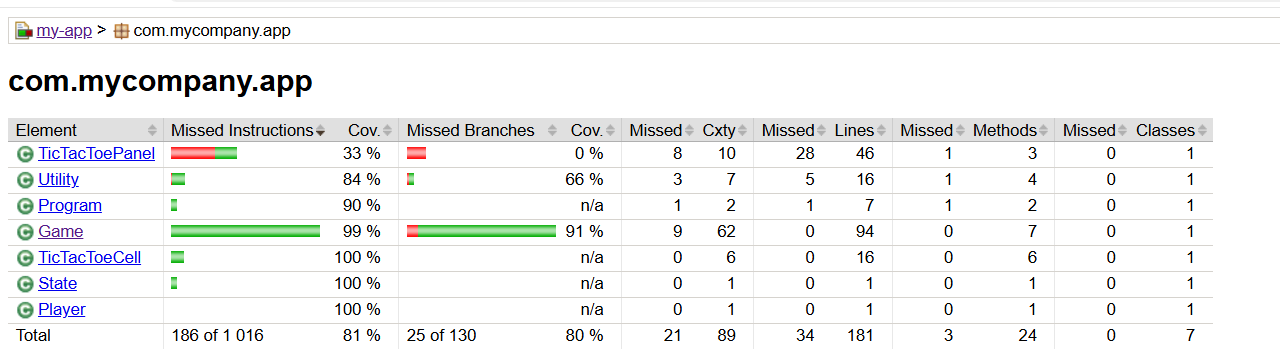 my-app > com.mycompany.app
com.mycompany.app
Element Missed Instructions Cov. Missed Branches Cov. Missed Cxty Missed Lines Missed Methods Missed Classes
TicTacToePanel 33 % 0 % 8 10 28 46 1 3 0 1
Utility 84 % 66 % 3 7 5 16 1 4 0 1
Program 90 % n/a 1 2 1 7 1 2 0 1
Game 99 % 91 % 9 62 0 94 0 7 0 1
TicTacToeCell 100 % n/a 0 6 0 16 0 6 0 1
State 100 % n/a 0 1 0 1 0 1 0 1
Player 100 % n/a 0 1 0 1 0 1 0 1
Total 186 of 1 016 81 % 25 of 130 80 % 21 89 34 181 3 24 0 7